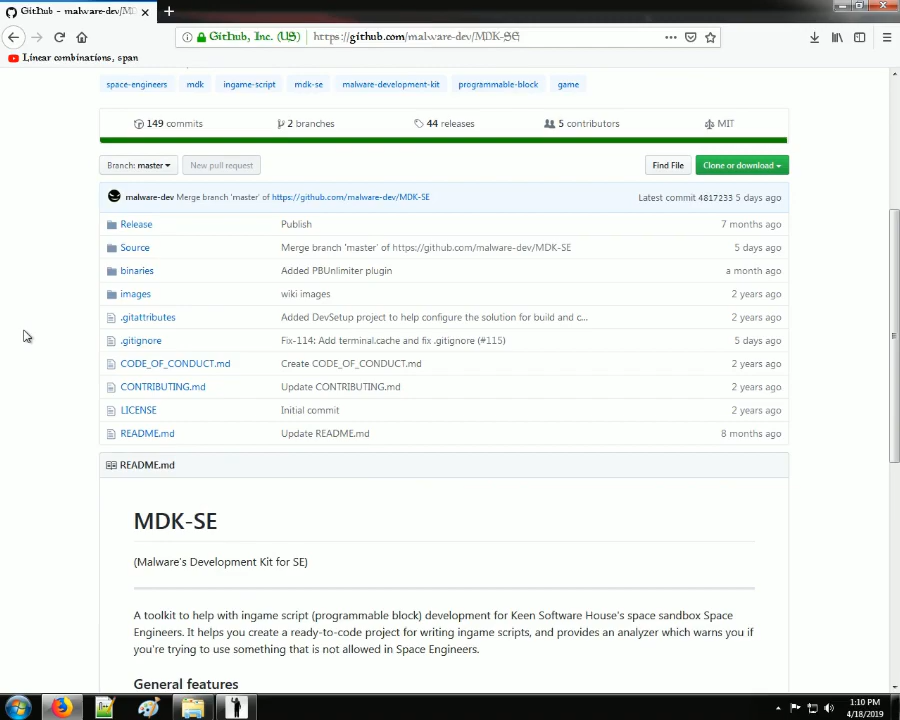 GitHub - malware-dev/MDK-SE
GitHub, Inc. (US) https://github.com/malware-dev/MDK-SE
Linear combinations, span
space-engineers mdk ingame-script mdk-se malware-development-kit programmable-block game
149 commits 2 branches 44 releases 5 contributors MIT
Branch: master New pull request Find File Clone or download
malware-dev Merge branch 'master' of https://github.com/malware-dev/MDK-SE Latest commit 4817233 5 days ago
Release Publish 7 months ago
Source Merge branch 'master' of https://github.com/malware-dev/MDK-SE 5 days ago
binaries Added PBUnlimiter plugin a month ago
images wiki images 2 years ago
.gitattributes Added DevSetup project to help configure the solution for build and c... 2 years ago
.gitignore Fix-114: Add terminal.cache and fix .gitignore (#115) 5 days ago
CODE_OF_CONDUCT.md Create CODE_OF_CONDUCT.md 2 years ago
CONTRIBUTING.md Update CONTRIBUTING.md 2 years ago
LICENSE Initial commit 2 years ago
README.md Update README.md 8 months ago
README.md
MDK-SE
(Malware's Development Kit for SE)
A toolkit to help with ingame script (programmable block) development for Keen Software House's space sandbox Space
Engineers. It helps you create a ready-to-code project for writing ingame scripts, and provides an analyzer which warns you if
you're trying to use something that is not allowed in Space Engineers.
General features
1:10 PM
4/18/2019